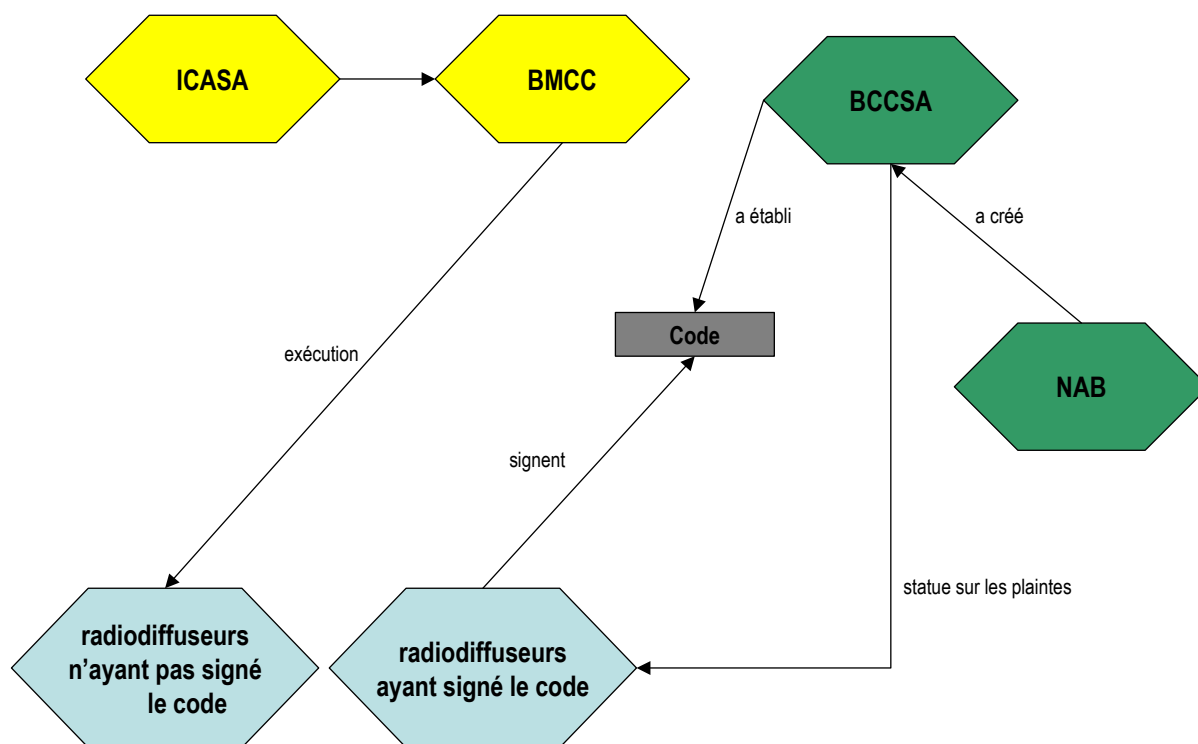 ICASA
BMCC
BCCSA
a établi
a créé
Code
exécution
NAB
signent
statue sur les plaintes
radiodiffuseurs
n’ayant pas signé
le code
radiodiffuseurs
ayant signé le code